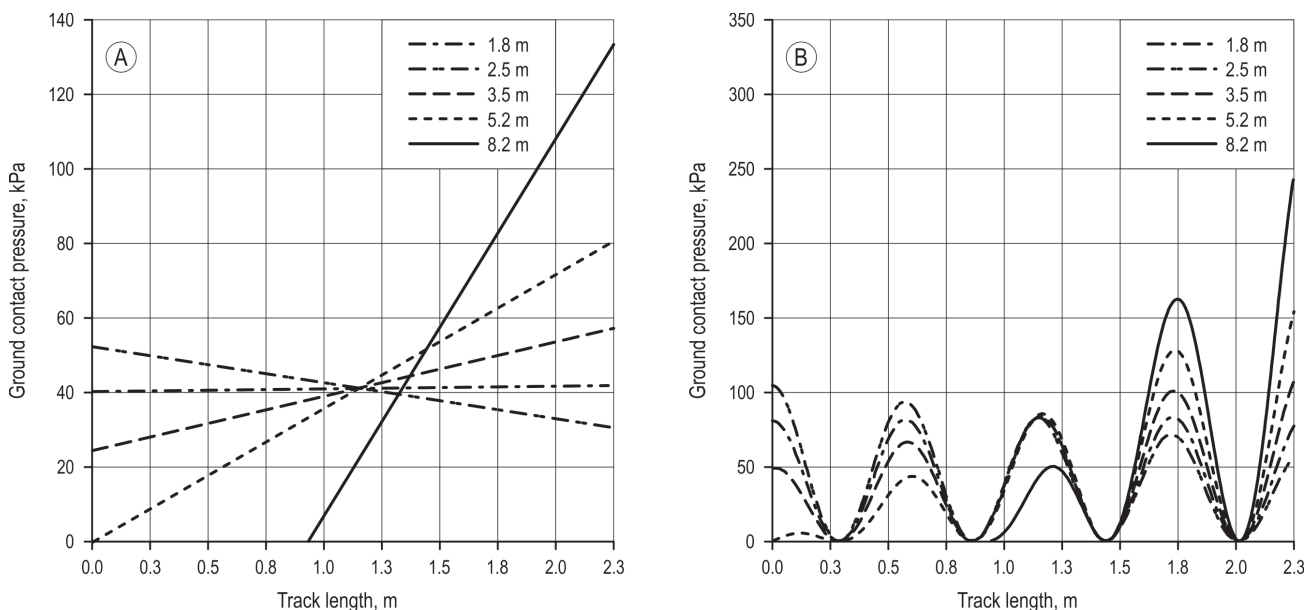 A
1.8 m
2.5 m
3.5 m
5.2 m
8.2 m
Ground contact pressure, kPa
140
120
100
80
60
40
20
0
0.0
0.3
0.5
0.8
1.0
1.3
1.5
1.8
2.0
2.3
Track length, m
B
1.8 m
2.5 m
3.5 m
5.2 m
8.2 m
Ground contact pressure, kPa
350
300
250
200
150
100
50
0
0.0
0.3
0.5
0.8
1.0
1.3
1.5
1.8
2.0
2.3
Track length, m